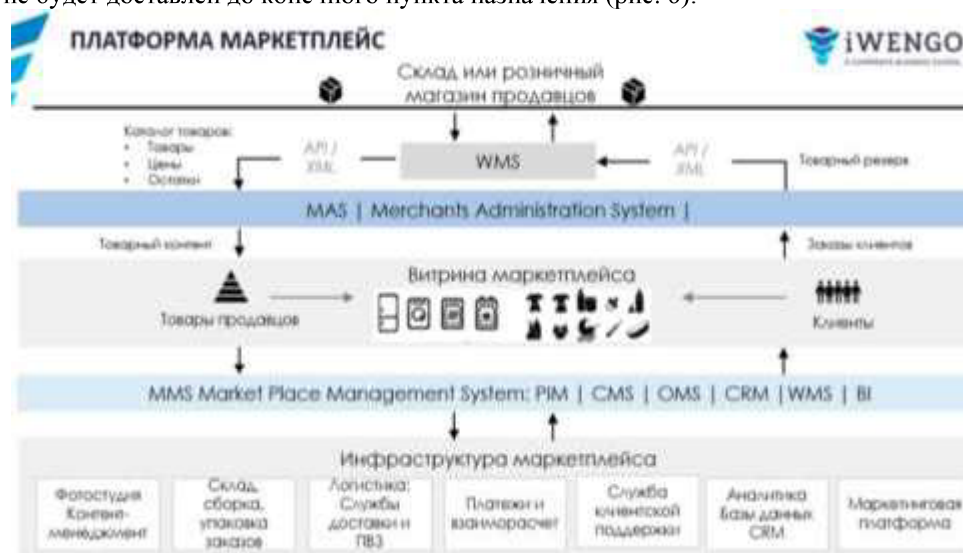 не будет доставлен до конечного пункта назначения (рис. 6).
ПЛАТФОРМА МАРКЕТПЛЕЙС
iWENGO
Склад или розничный
магазин продавцов
Каталог товаров:
• Товары
• Цены
• Остатки
API /
XML
WMS
API /
XML
Товарный резерв
MAS | Merchants Administration System |
Товарный контент
Заказы клиентов
Витрина маркетплейса
Товары продавцов
Клиенты
MMS Market Place Management System: PIM | CMS | OMS | CRM |WMS | BI
Инфраструктура маркетплейса
Фотостудия
Контент-
менеджмент
Склад,
сборка,
упаковка
заказов
Логистика:
Службы
доставки и
ПВЗ
Платежи и
взаиморасчет
Служба
клиентской
поддержки
Аналитика
Базы данных
CRM
Маркетинговая
платформа